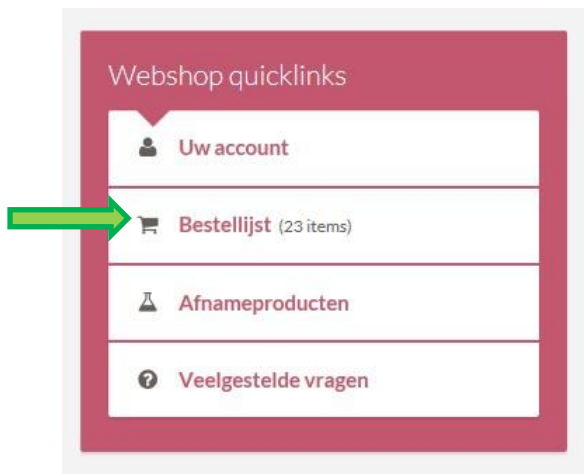 Webshop quicklinks
Uw account
Bestellijst (23 items)
Afnameproducten
Veelgestelde vragen